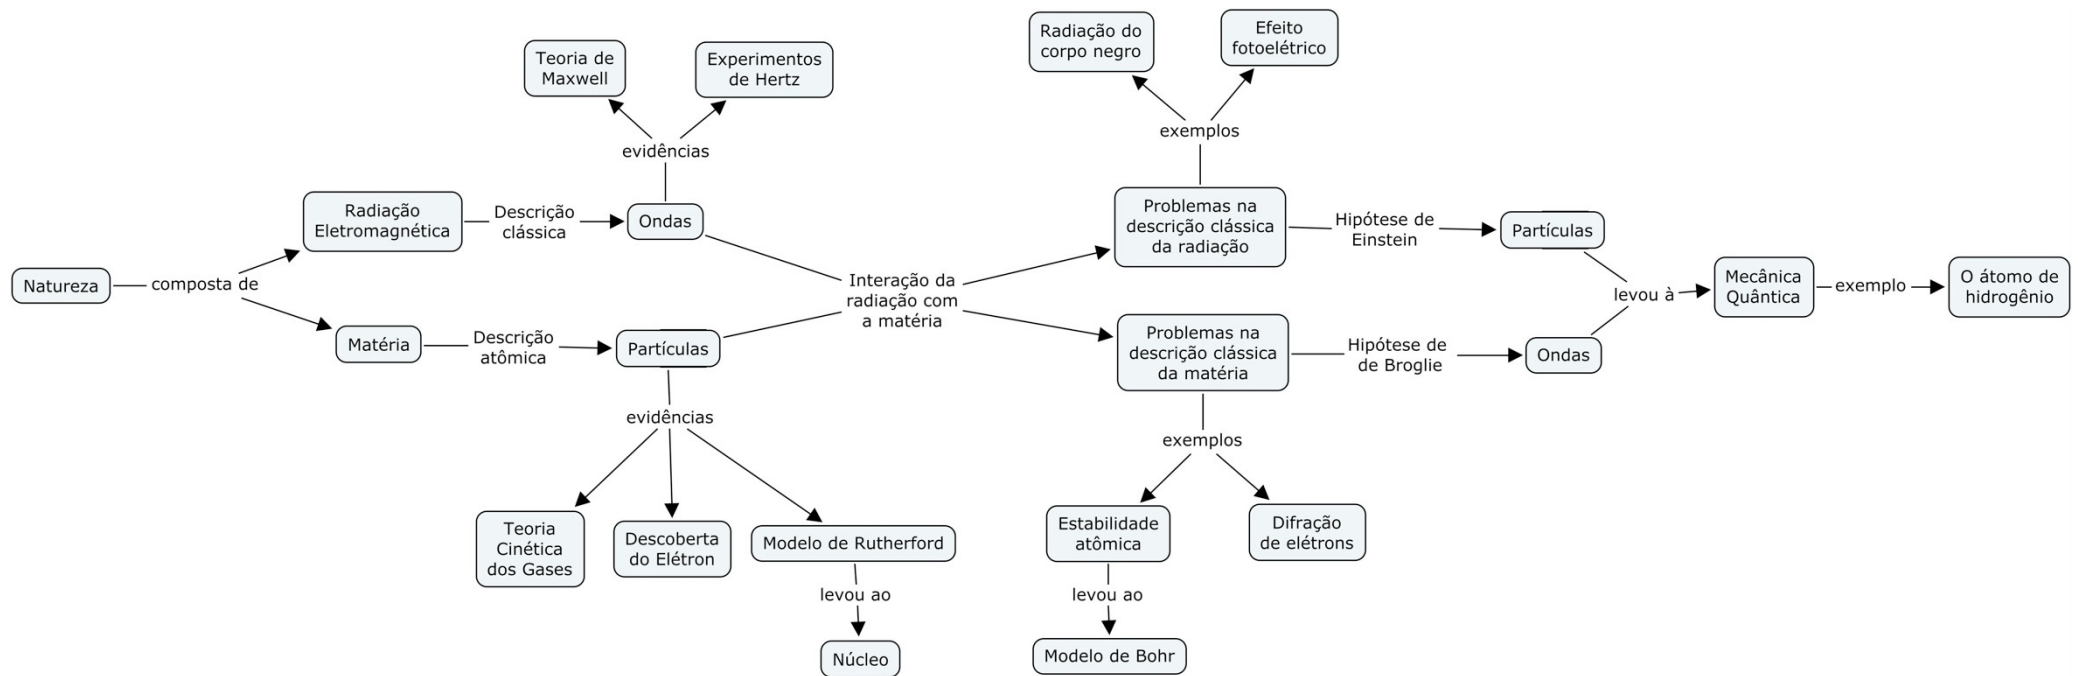 Natureza
composta de
Radiação
Eletromagnética
Descrição
clássica
Ondas
evidências
Teoria de
Maxwell
Experimentos
de Hertz
Matéria
Descrição
atômica
Partículas
evidências
Teoria
Cinética
dos Gases
Descoberta
do Elétron
Modelo de Rutherford
levou ao
Núcleo
Interação da
radiação com
a matéria
Problemas na
descrição clássica
da radiação
exemplos
Radiação do
corpo negro
Efeito
fotoelétrico
Hipótese de
Einstein
Partículas
Problemas na
descrição clássica
da matéria
exemplos
Estabilidade
atômica
levou ao
Modelo de Bohr
Difração
de elétrons
Hipótese de
de Broglie
Ondas
levou à
Mecânica
Quântica
exemplo
O átomo de
hidrogênio